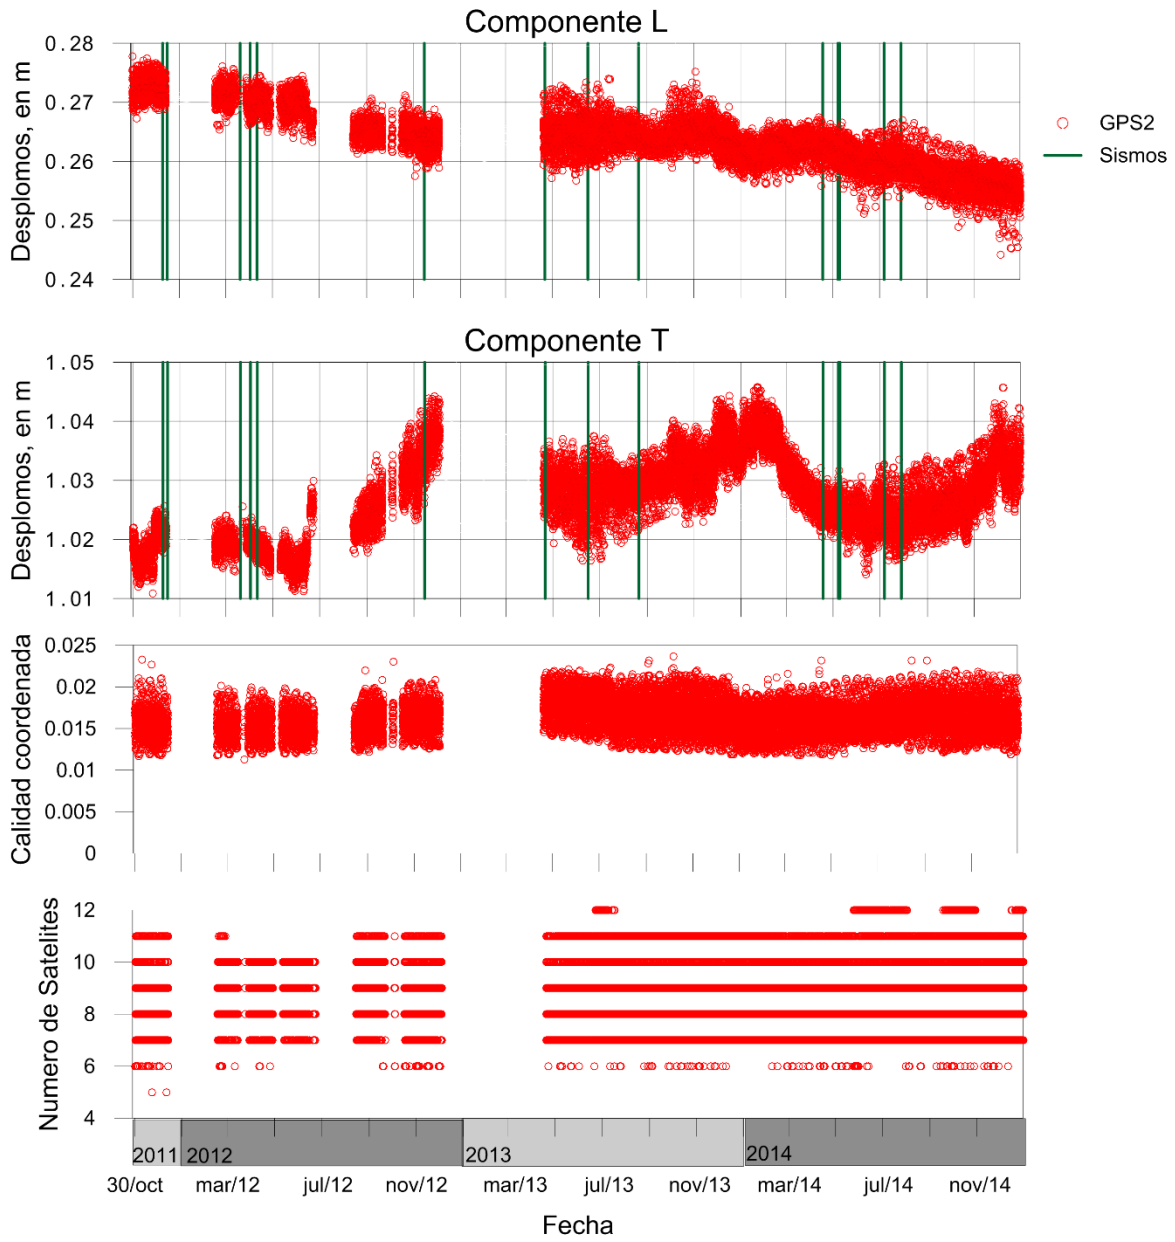 Componente L
Desplomos, en m
0.28
0.27
0.26
0.25
0.24
GPS2
Sismos
Componente T
Desplomos, en m
1.05
1.04
1.03
1.02
1.01
Calidad coordenada
0.025
0.02
0.015
0.01
0.005
0
Numero de Satelites
12
10
8
6
4
2011 2012 2013 2014
30/oct mar/12 jul/12 nov/12 mar/13 jul/13 nov/13 mar/14 jul/14 nov/14
Fecha